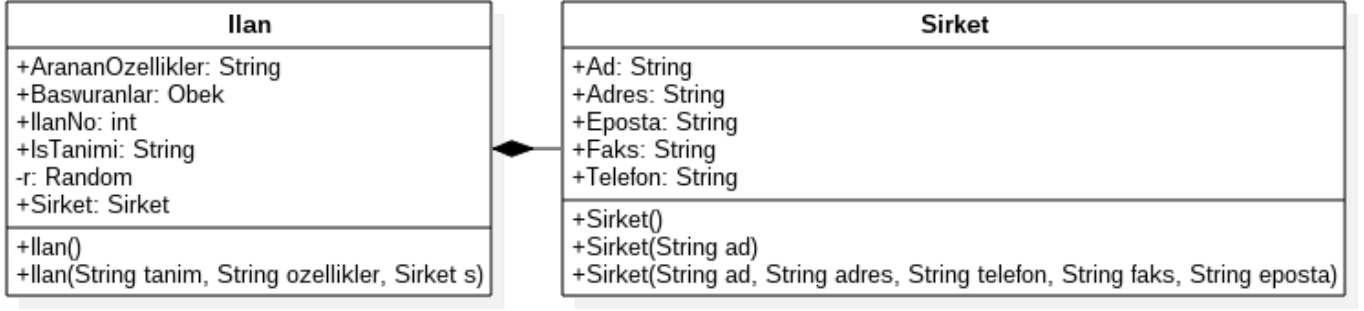 Ilan
+ArananOzellikler: String
+Basvuranlar: Obek
+IlanNo: int
+IsTanimi: String
-r: Random
+Sirket: Sirket
+Ilan()
+Ilan(String tanim, String ozellikler, Sirket s)
Sirket
+Ad: String
+Adres: String
+Eposta: String
+Faks: String
+Telefon: String
+Sirket()
+Sirket(String ad)
+Sirket(String ad, String adres, String telefon, String faks, String eposta)